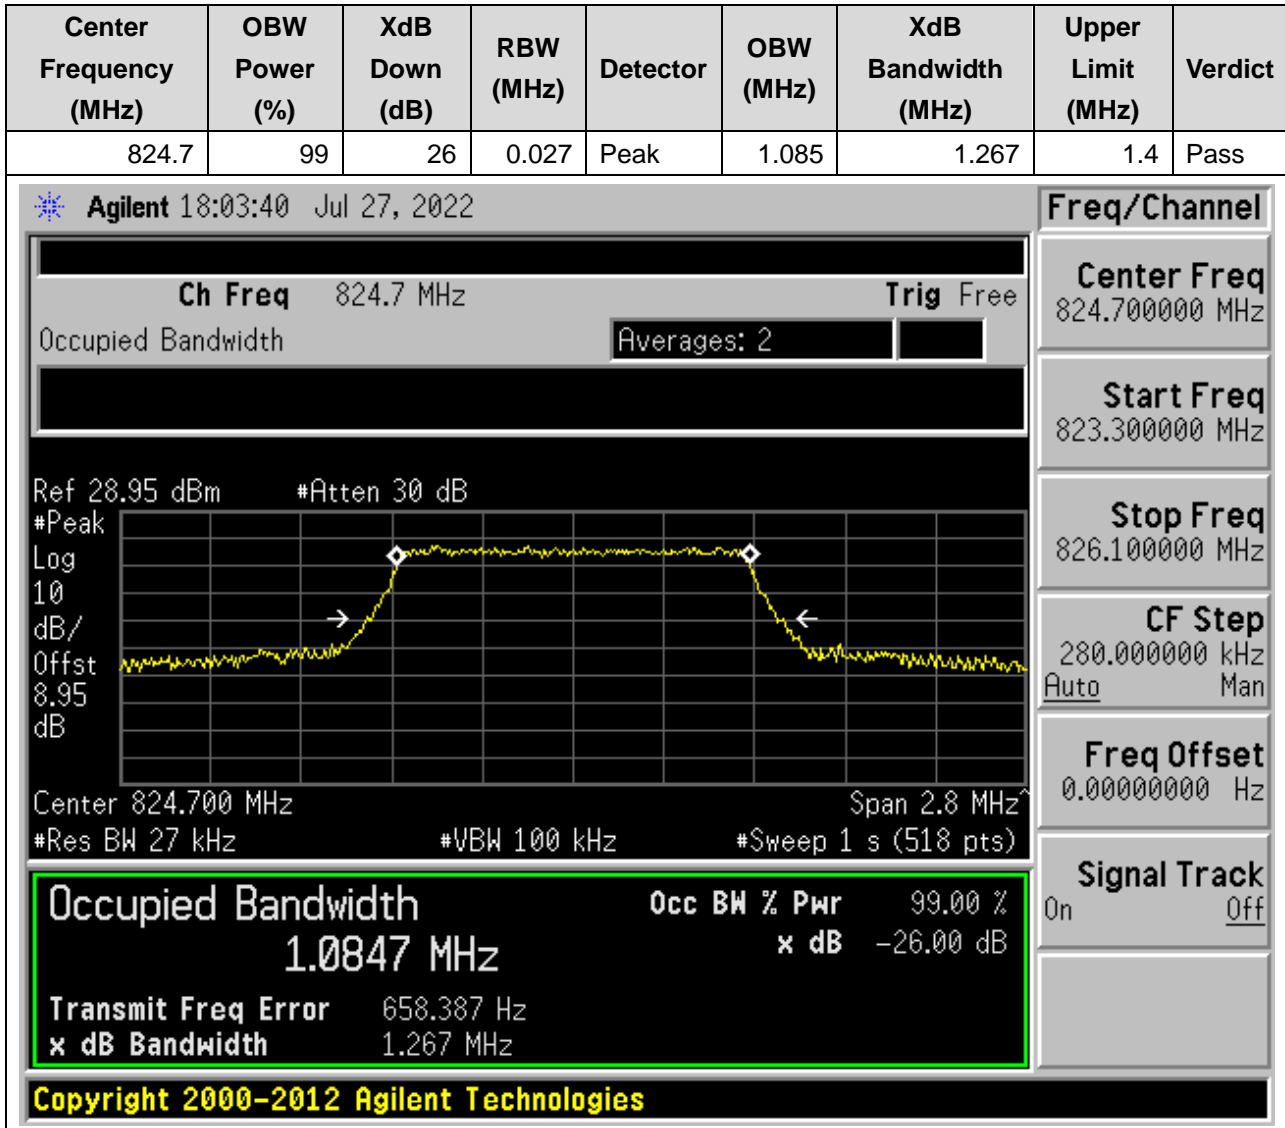 Center Frequency (MHz) OBW Power (%) XdB Down (dB) RBW (MHz) Detector OBW (MHz) XdB Bandwidth (MHz) Upper Limit (MHz) Verdict
824.7 99 26 0.027 Peak 1.085 1.267 1.4 Pass
Agilent 18:03:40 Jul 27, 2022
Freq/Channel
Ch Freq 824.7 MHz Trig Free
Occupied Bandwidth Averages: 2
Center Freq
824.700000 MHz
Start Freq
823.300000 MHz
Stop Freq
826.100000 MHz
CF Step
280.000000 kHz
Auto Man
Freq Offset
0.00000000 Hz
Signal Track
On Off
Ref 28.95 dBm #Atten 30 dB
#Peak
Log
10
dB/
Offst
8.95
dB
Center 824.700 MHz Span 2.8 MHz^
#Res BW 27 kHz #VBW 100 kHz #Sweep 1 s (518 pts)
Occupied Bandwidth
1.0847 MHz
Occ BW % Pwr 99.00 %
x dB -26.00 dB
Transmit Freq Error 658.387 Hz
x dB Bandwidth 1.267 MHz
Copyright 2000-2012 Agilent Technologies